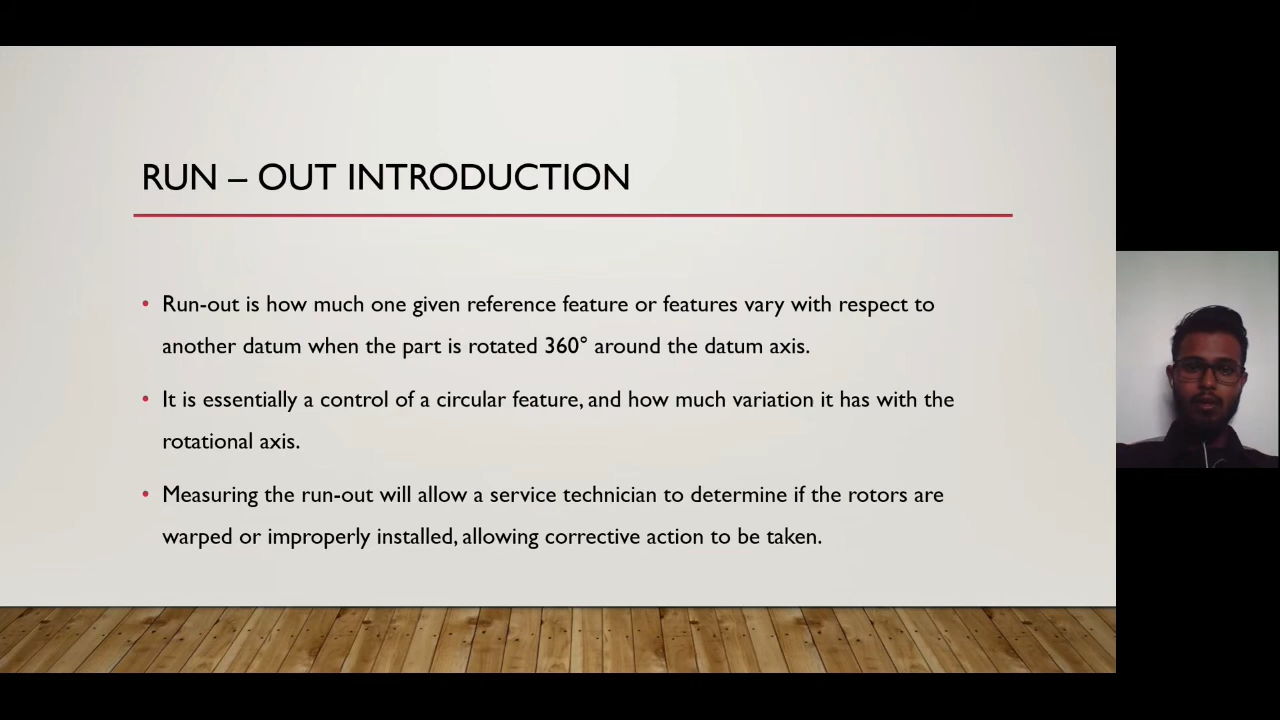 RUN – OUT INTRODUCTION
• Run-out is how much one given reference feature or features vary with respect to
another datum when the part is rotated 360° around the datum axis.
• It is essentially a control of a circular feature, and how much variation it has with the
rotational axis.
• Measuring the run-out will allow a service technician to determine if the rotors are
warped or improperly installed, allowing corrective action to be taken.